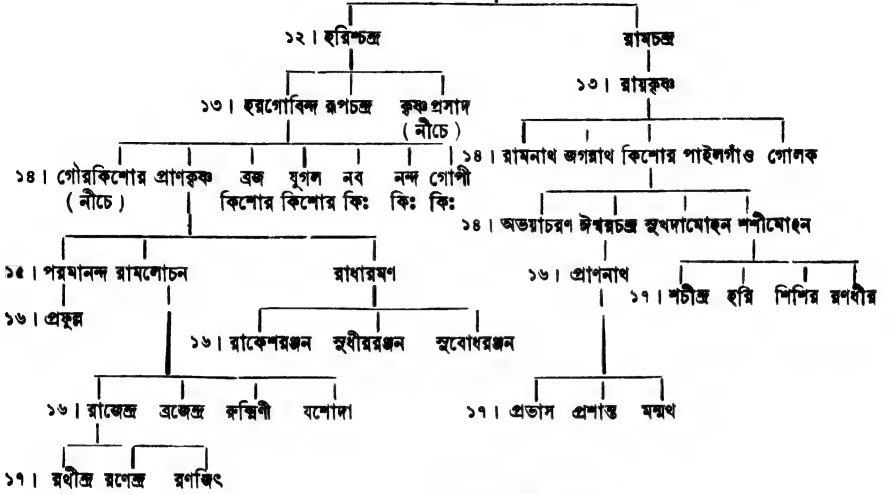 ১২। হরিশ্চন্দ্র রামচন্দ্র
১৩। রামকৃষ্ণ
১৩। হরগোবিন্দ রূপচন্দ্র কৃষ্ণপ্রসাদ
( নীচে )
১৪। রামনাথ জগন্নাথ কিশোর পাইলগাঁও গোলক
১৪। গৌরকিশোর প্রাণকৃষ্ণ ব্রজ যুগল নব নন্দ গোপী
( নীচে ) কিশোর কিশোর কিঃ কিঃ কিঃ
১৪। অভয়াচরণ ঈশ্বরচন্দ্র সুখদামোহন শশীমোহন
১৫। পরমানন্দ রামলোচন রাধারমণ
১৬। প্রাণনাথ
১৭। শচীন্দ্র হরি শিশির রণধীর
১৬। প্রফুল্ল
১৬। রাকেশরঞ্জন সুধীররঞ্জন সুবোধরঞ্জন
১৬। রাজেন্দ্র ব্রজেন্দ্র রুক্মিণী যশোদা
১৭। প্রভাস প্রশান্ত মন্মথ
১৭। রথীন্দ্র রণেন্দ্র রণজিৎ